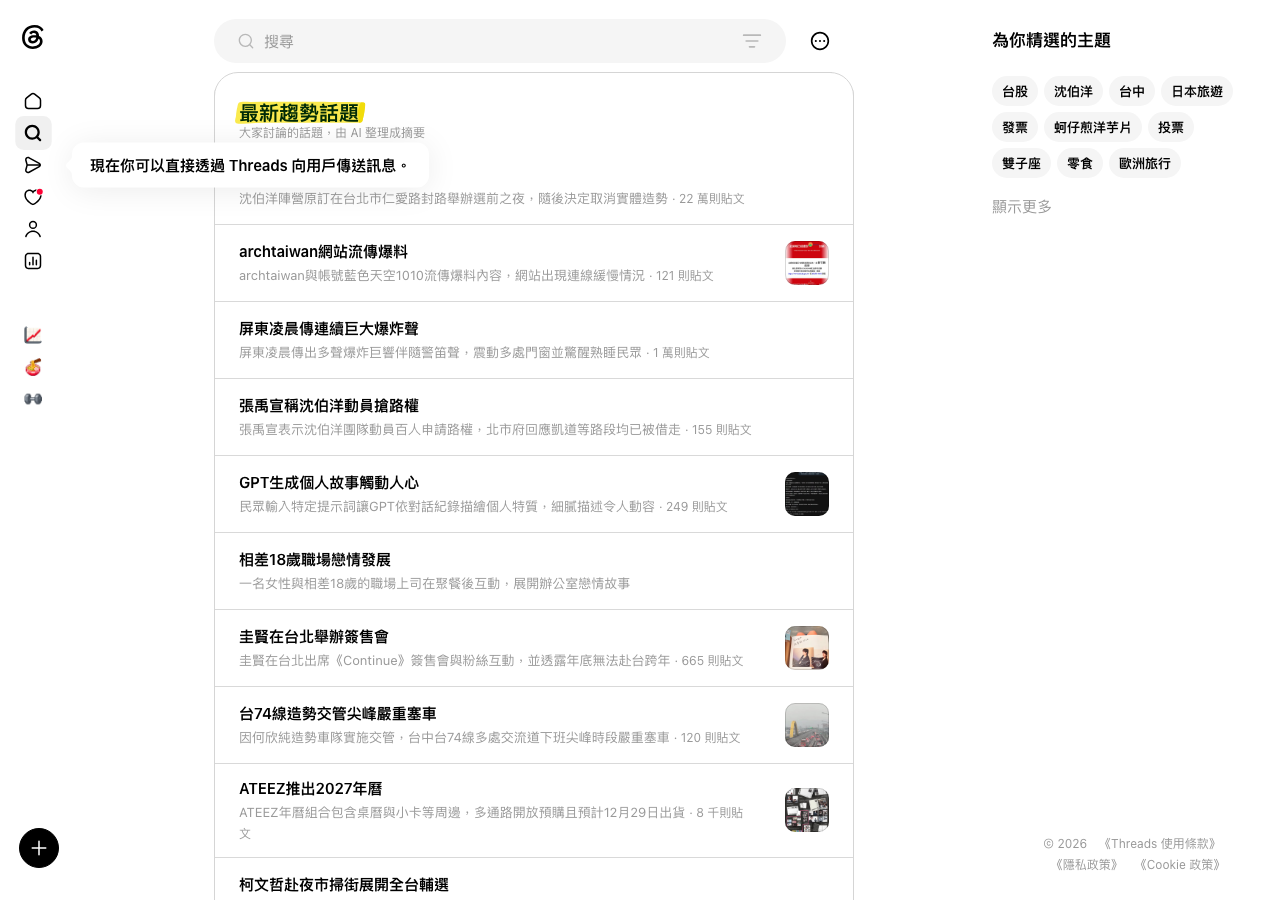 搜尋
最新趨勢話題
大家討論的話題，由 AI 整理成摘要
現在你可以直接透過 Threads 向用戶傳送訊息。
沈伯洋陣營原訂在台北市仁愛路封路舉辦選前之夜，隨後決定取消實體造勢 · 22 萬則貼文
archtaiwan網站流傳爆料
archtaiwan與帳號藍色天空1010流傳爆料內容，網站出現連線緩慢情況 · 121 則貼文
屏東凌晨傳連續巨大爆炸聲
屏東凌晨傳出多聲爆炸巨響伴隨警笛聲，震動多處門窗並驚醒熟睡民眾 · 1 萬則貼文
張禹宣稱沈伯洋動員搶路權
張禹宣表示沈伯洋團隊動員百人申請路權，北市府回應凱道等路段均已被借走 · 155 則貼文
GPT生成個人故事觸動人心
民眾輸入特定提示詞讓GPT依對話紀錄描繪個人特質，細膩描述令人動容 · 249 則貼文
相差18歲職場戀情發展
一名女性與相差18歲的職場上司在聚餐後互動，展開辦公室戀情故事
圭賢在台北舉辦簽售會
圭賢在台北出席《Continue》簽售會與粉絲互動，並透露年底無法赴台跨年 · 665 則貼文
台74線造勢交管尖峰嚴重塞車
因何欣純造勢車隊實施交管，台中台74線多處交流道下班尖峰時段嚴重塞車 · 120 則貼文
ATEEZ推出2027年曆
ATEEZ年曆組合包含桌曆與小卡等周邊，多通路開放預購且預計12月29日出貨 · 8 千則貼
文
柯文哲赴夜市掃街展開全台輔選
為你精選的主題
台股 沈伯洋 台中 日本旅遊
發票 蚵仔煎洋芋片 投票
雙子座 零食 歐洲旅行
顯示更多
© 2026 《Threads 使用條款》
《隱私政策》 《Cookie 政策》